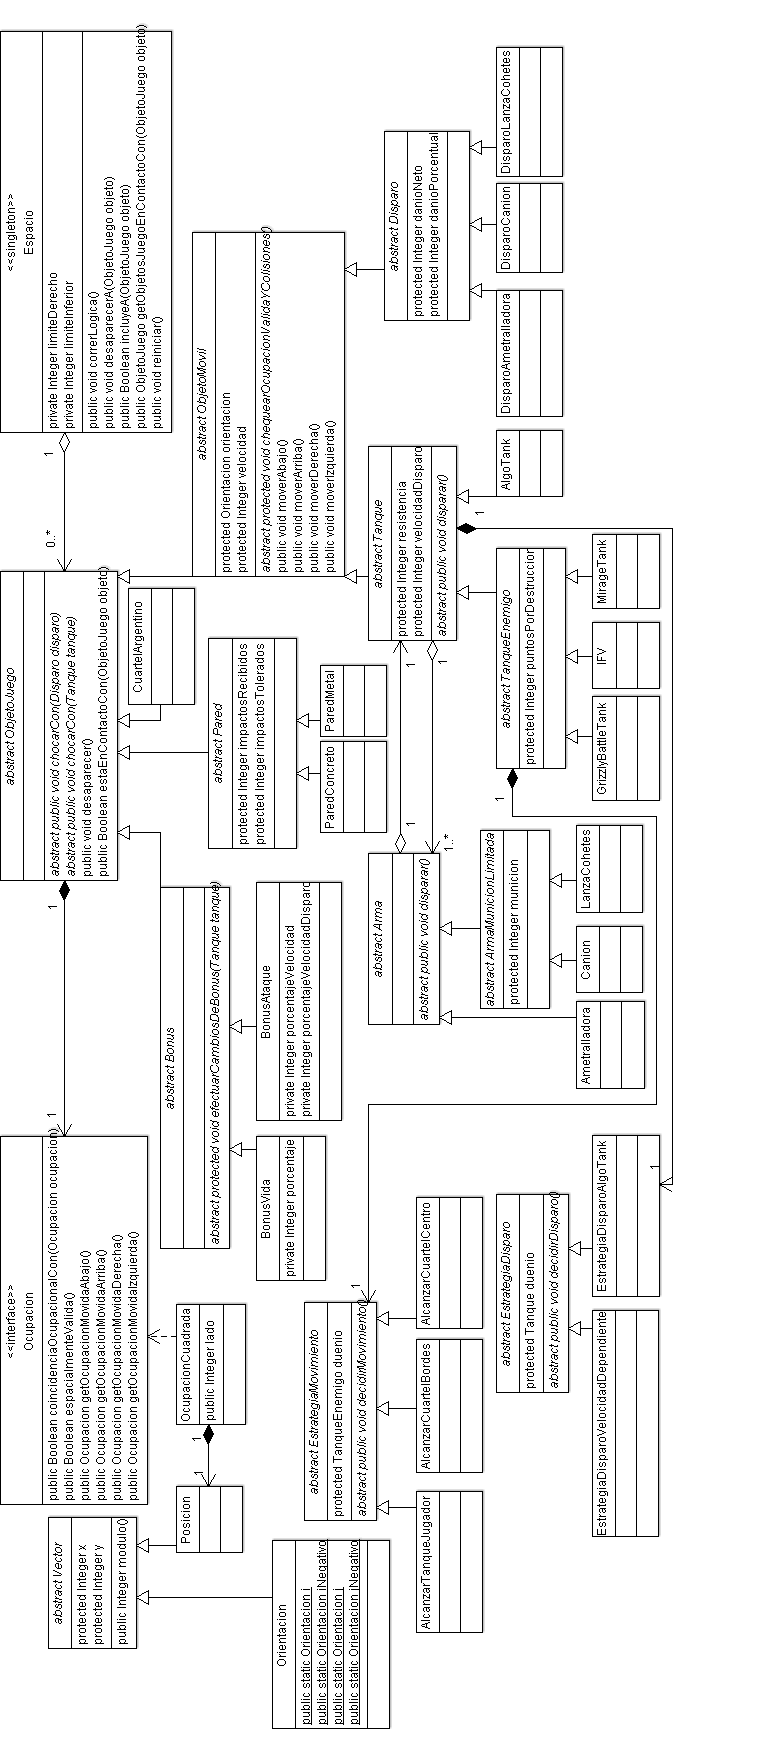 <<singleton>>
Espacio
private Integer limiteDerecho
private Integer limiteInferior
public void correrLogica()
public void desaparecerA(ObjetoJuego objeto)
public Boolean incluyeA(ObjetoJuego objeto)
public ObjetoJuego getObjetosJuegoEnContactoCon(ObjetoJuego objeto)
public void reiniciar()
1
0..*
abstract ObjetoJuego
abstract public void chocarCon(Disparo disparo)
abstract public void chocarCon(Tanque tanque)
public void desaparecer()
public Boolean estaEnContactoCon(ObjetoJuego objeto)
1
1
<<interface>>
Ocupacion
public Boolean coincidenciaOcupacionalCon(Ocupacion ocupacion)
public Boolean espacialmenteValida()
public Ocupacion getOcupacionMovidaAbajo()
public Ocupacion getOcupacionMovidaArriba()
public Ocupacion getOcupacionMovidaDerecha()
public Ocupacion getOcupacionMovidaIzquierda()
abstract Vector
protected Integer x
protected Integer y
public Integer modulo()
CuartelArgentino
abstract Bonus
abstract protected void efectuarCambiosDeBonus(Tanque tanque)
OcupacionCuadrada
public Integer lado
1
1
Posicion
abstract ObjetoMovil
protected Orientacion orientacion
protected Integer velocidad
abstract protected void chequearOcupacionValidaYColisiones()
public void moverAbajo()
public void moverArriba()
public void moverDerecha()
public void moverIzquierda()
abstract Pared
protected Integer impactosRecibidos
protected Integer impactosTolerados
BonusAtaque
private Integer porcentajeVelocidad
private Integer porcentajeVelocidadDisparo
BonusVida
private Integer porcentaje
Orientacion
public static Orientacion i
public static Orientacion iNegativo
public static Orientacion j
public static Orientacion jNegativo
ParedMetal
ParedConcreto
abstract EstrategiaMovimiento
protected TanqueEnemigo duenio
abstract public void decidirMovimiento()
1
abstract Disparo
protected Integer danioNeto
protected Integer danioPorcentual
abstract Tanque
protected Integer resistencia
protected Integer velocidadDisparo
abstract public void disparar()
1
1
1
1..*
1
abstract Arma
abstract public void disparar()
AlcanzarCuartelCentro
AlcanzarCuartelBordes
AlcanzarTanqueJugador
DisparoLanzaCohetes
DisparoCanion
DisparoAmetralladora
AlgoTank
abstract TanqueEnemigo
protected Integer puntosPorDestruccion
1
abstract ArmaMunicionLimitada
protected Integer municion
abstract EstrategiaDisparo
protected Tanque duenio
abstract public void decidirDisparo()
MirageTank
IFV
GrizzlyBattleTank
LanzaCohetes
Canion
Ametralladora
1
EstrategiaDisparoAlgoTank
EstrategiaDisparoVelocidadDependiente